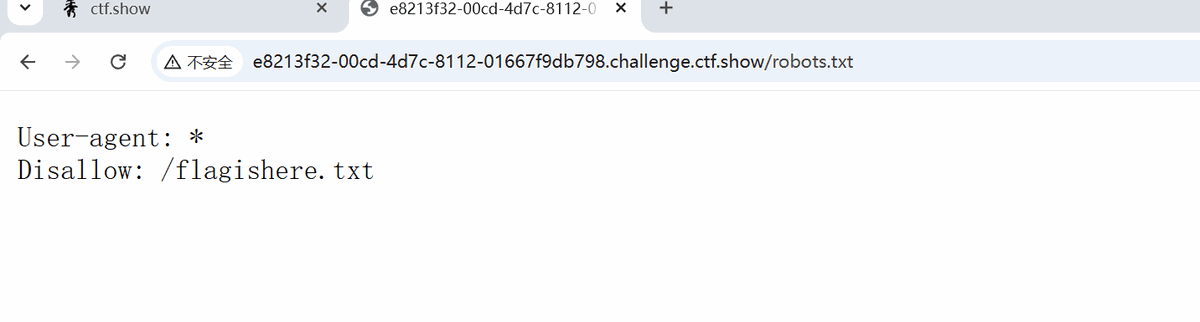 ctf.show
e8213f32-00cd-4d7c-8112-0
不安全
e8213f32-00cd-4d7c-8112-01667f9db798.challenge.ctf.show/robots.txt
User-agent: *
Disallow: /flagishere.txt